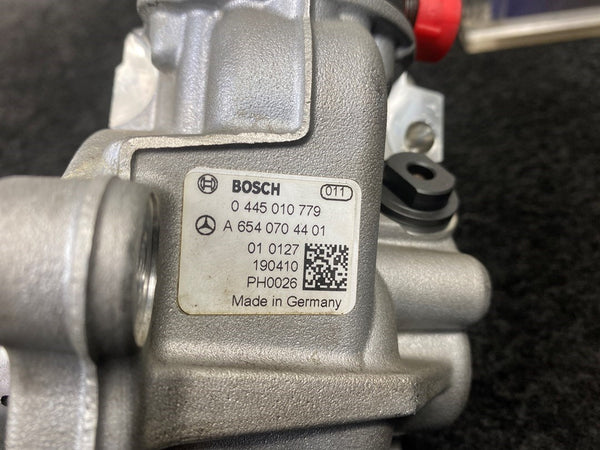 BOSCH 011
0 445 010 779
A 654 070 44 01
01 0127
190410
PH0026
Made in Germany